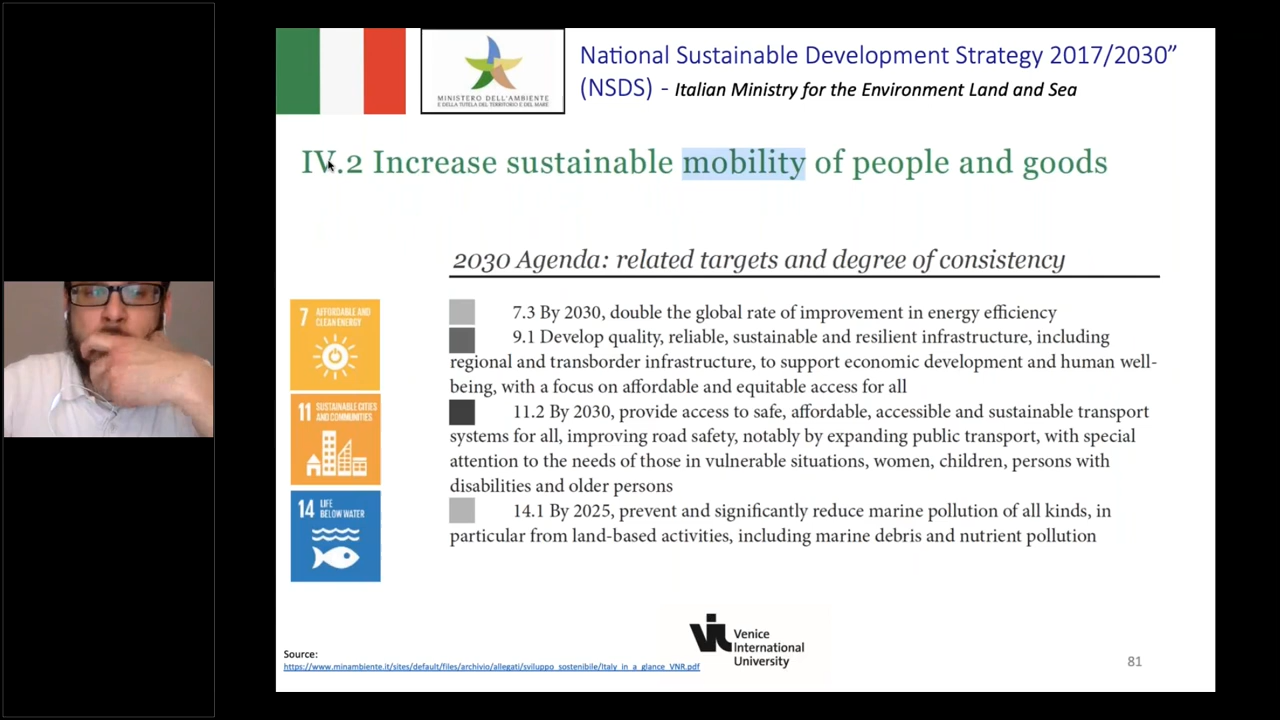 National Sustainable Development Strategy 2017/2030”
(NSDS) - Italian Ministry for the Environment Land and Sea
MINISTERO DELL'AMBIENTE
E DELLA TUTELA DEL TERRITORIO E DEL MARE
IV.2 Increase sustainable mobility of people and goods
2030 Agenda: related targets and degree of consistency
7 AFFORDABLE AND
CLEAN ENERGY
11 SUSTAINABLE CITIES
AND COMMUNITIES
14 LIFE
BELOW WATER
7.3 By 2030, double the global rate of improvement in energy efficiency
9.1 Develop quality, reliable, sustainable and resilient infrastructure, including
regional and transborder infrastructure, to support economic development and human well-
being, with a focus on affordable and equitable access for all
11.2 By 2030, provide access to safe, affordable, accessible and sustainable transport
systems for all, improving road safety, notably by expanding public transport, with special
attention to the needs of those in vulnerable situations, women, children, persons with
disabilities and older persons
14.1 By 2025, prevent and significantly reduce marine pollution of all kinds, in
particular from land-based activities, including marine debris and nutrient pollution
Source:
https://www.minambiente.it/sites/default/files/archivio/allegati/sviluppo_sostenibile/Italy_in_a_glance_VNR.pdf
VIU
Venice
International
University
81